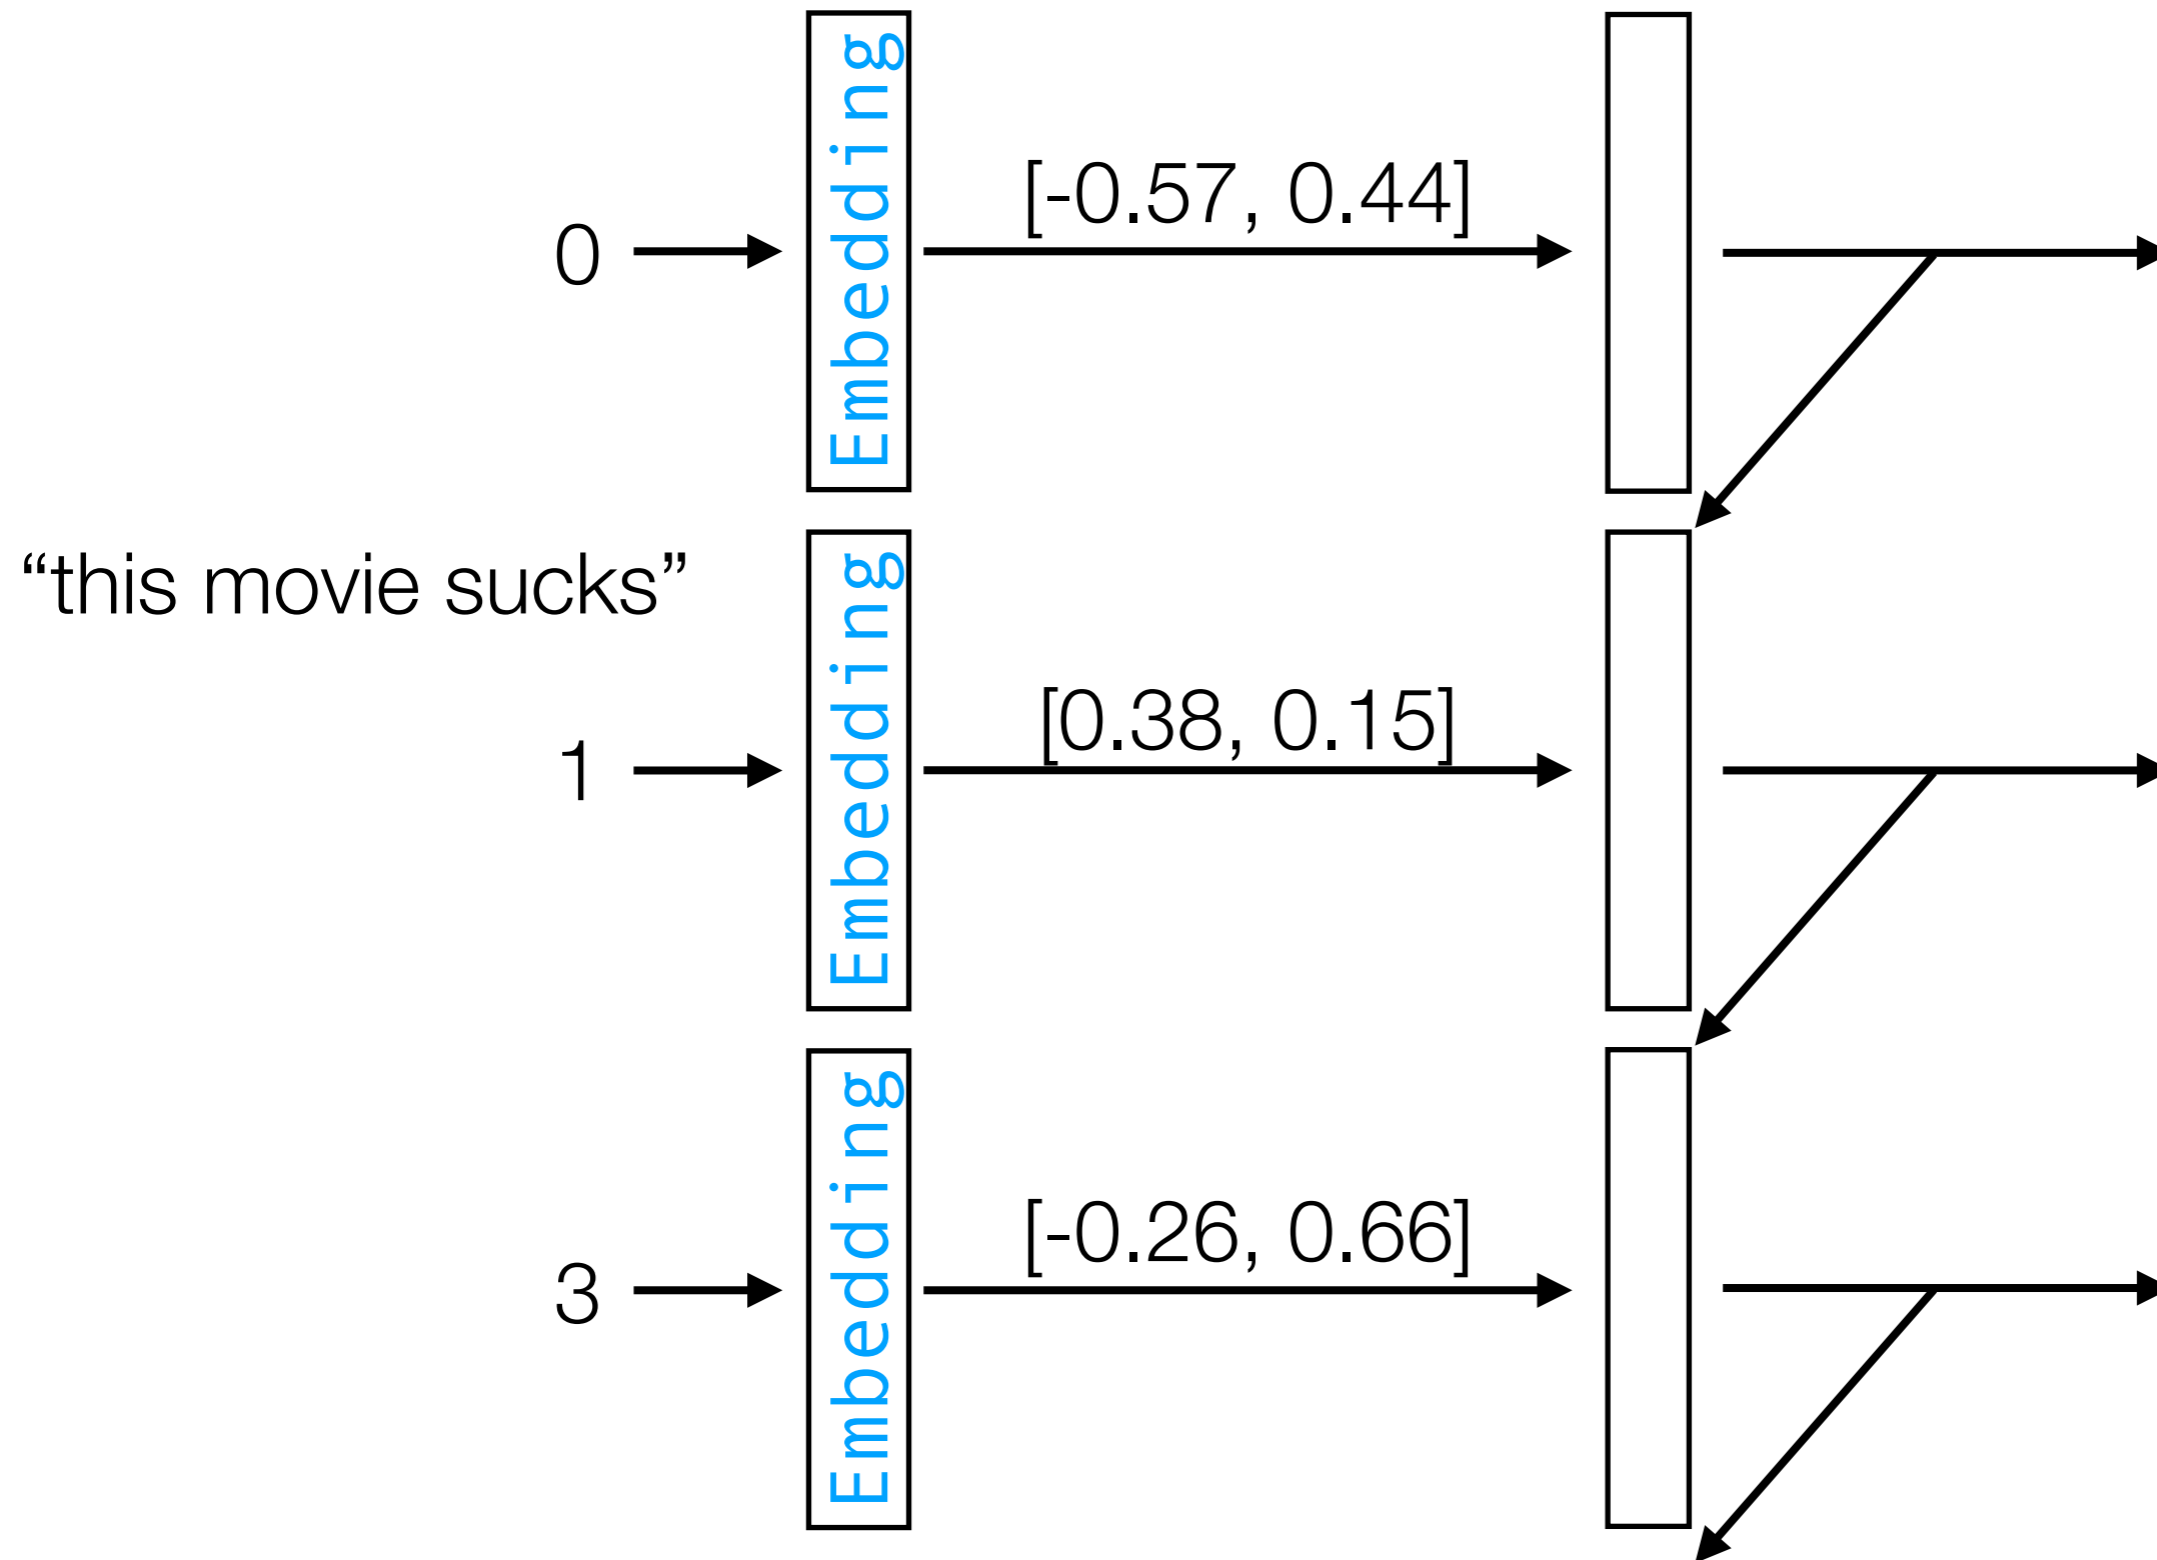 0
Embedding
[-0.57, 0.44]
“this movie sucks”
1
Embedding
[0.38, 0.15]
3
Embedding
[-0.26, 0.66]